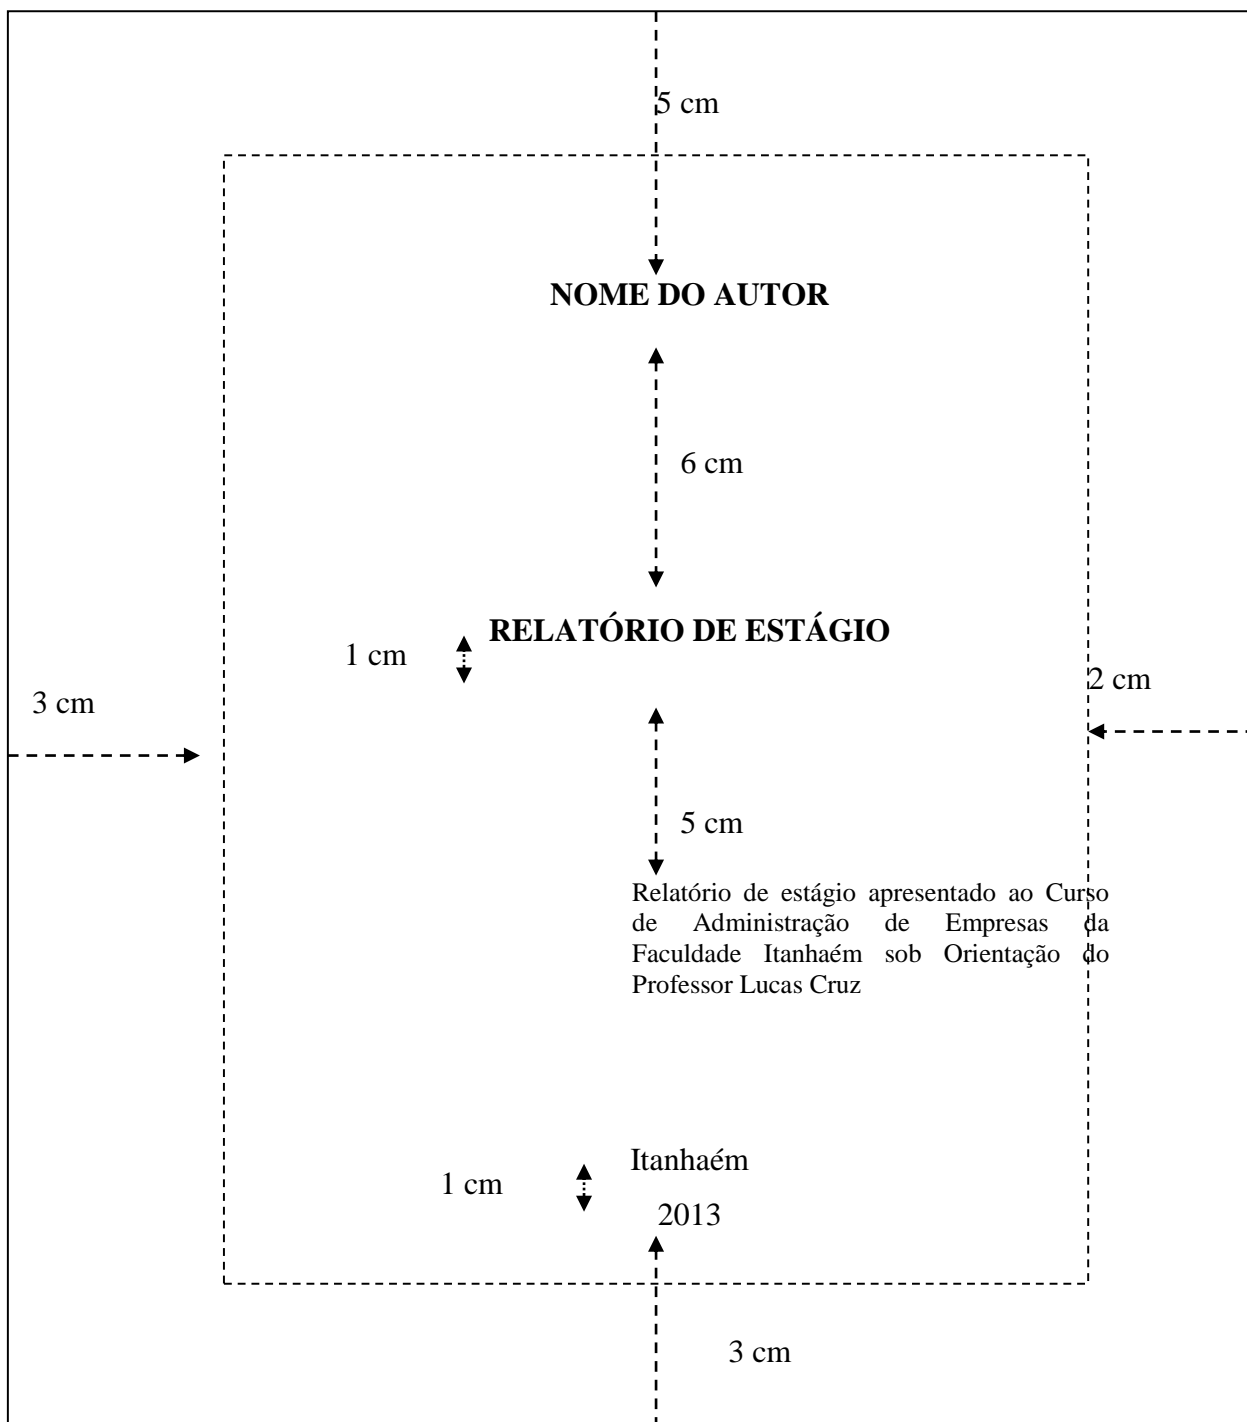 5 cm
NOME DO AUTOR
6 cm
RELATÓRIO DE ESTÁGIO
1 cm
2 cm
3 cm
5 cm
Relatório de estágio apresentado ao Curso
de Administração de Empresas da
Faculdade Itanhaém sob Orientação do
Professor Lucas Cruz
Itanhaém
1 cm
2013
3 cm